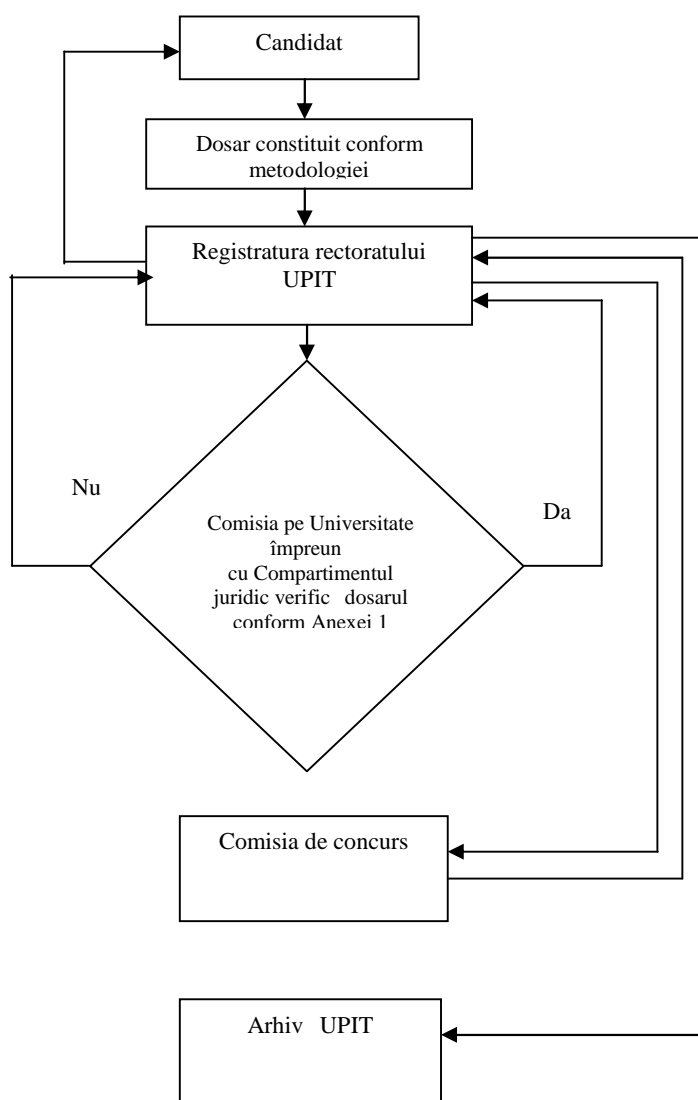 Candidat
Dosar constituit conform
metodologiei
Registratura rectoratului
UPIT
Nu
Da
Comisia pe Universitate
împreun
cu Compartimentul
juridic verific dosarul
conform Anexei 1
Comisia de concurs
Arhiv UPIT